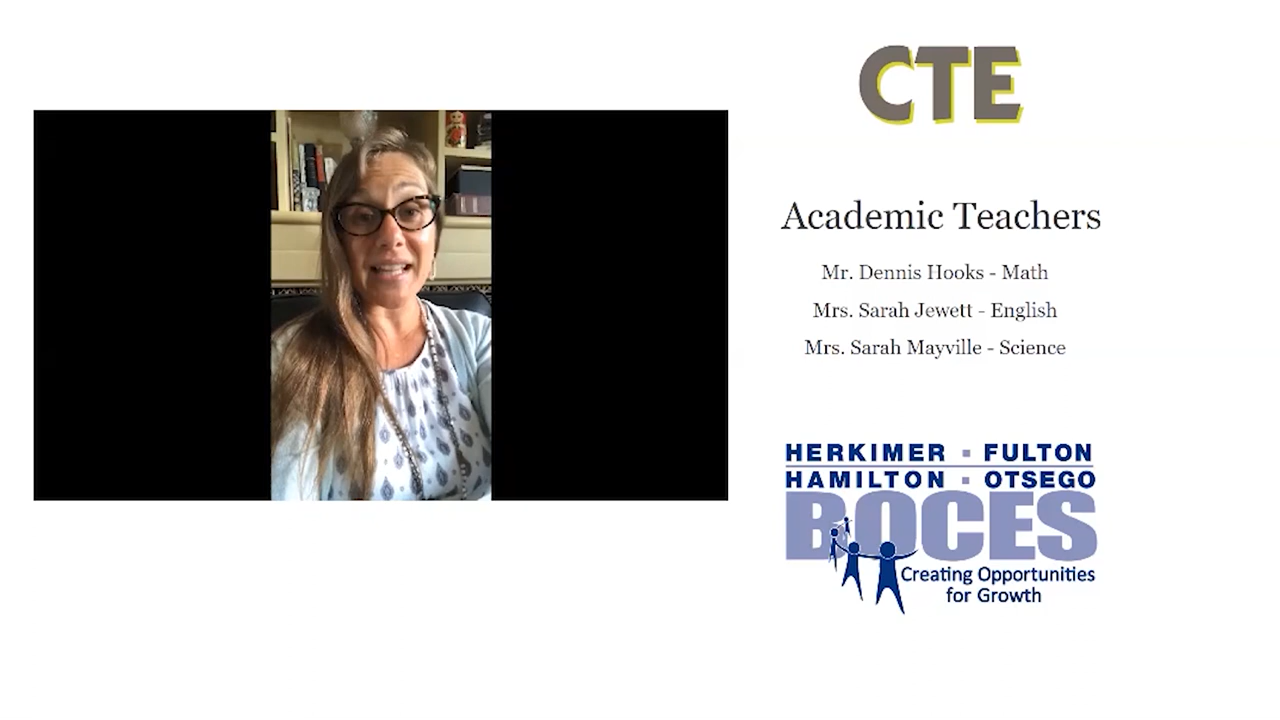 CTE
Academic Teachers
Mr. Dennis Hooks - Math
Mrs. Sarah Jewett - English
Mrs. Sarah Mayville - Science
HERKIMER ▪ FULTON
HAMILTON ▪ OTSEGO
BOCES
Creating Opportunities
for Growth